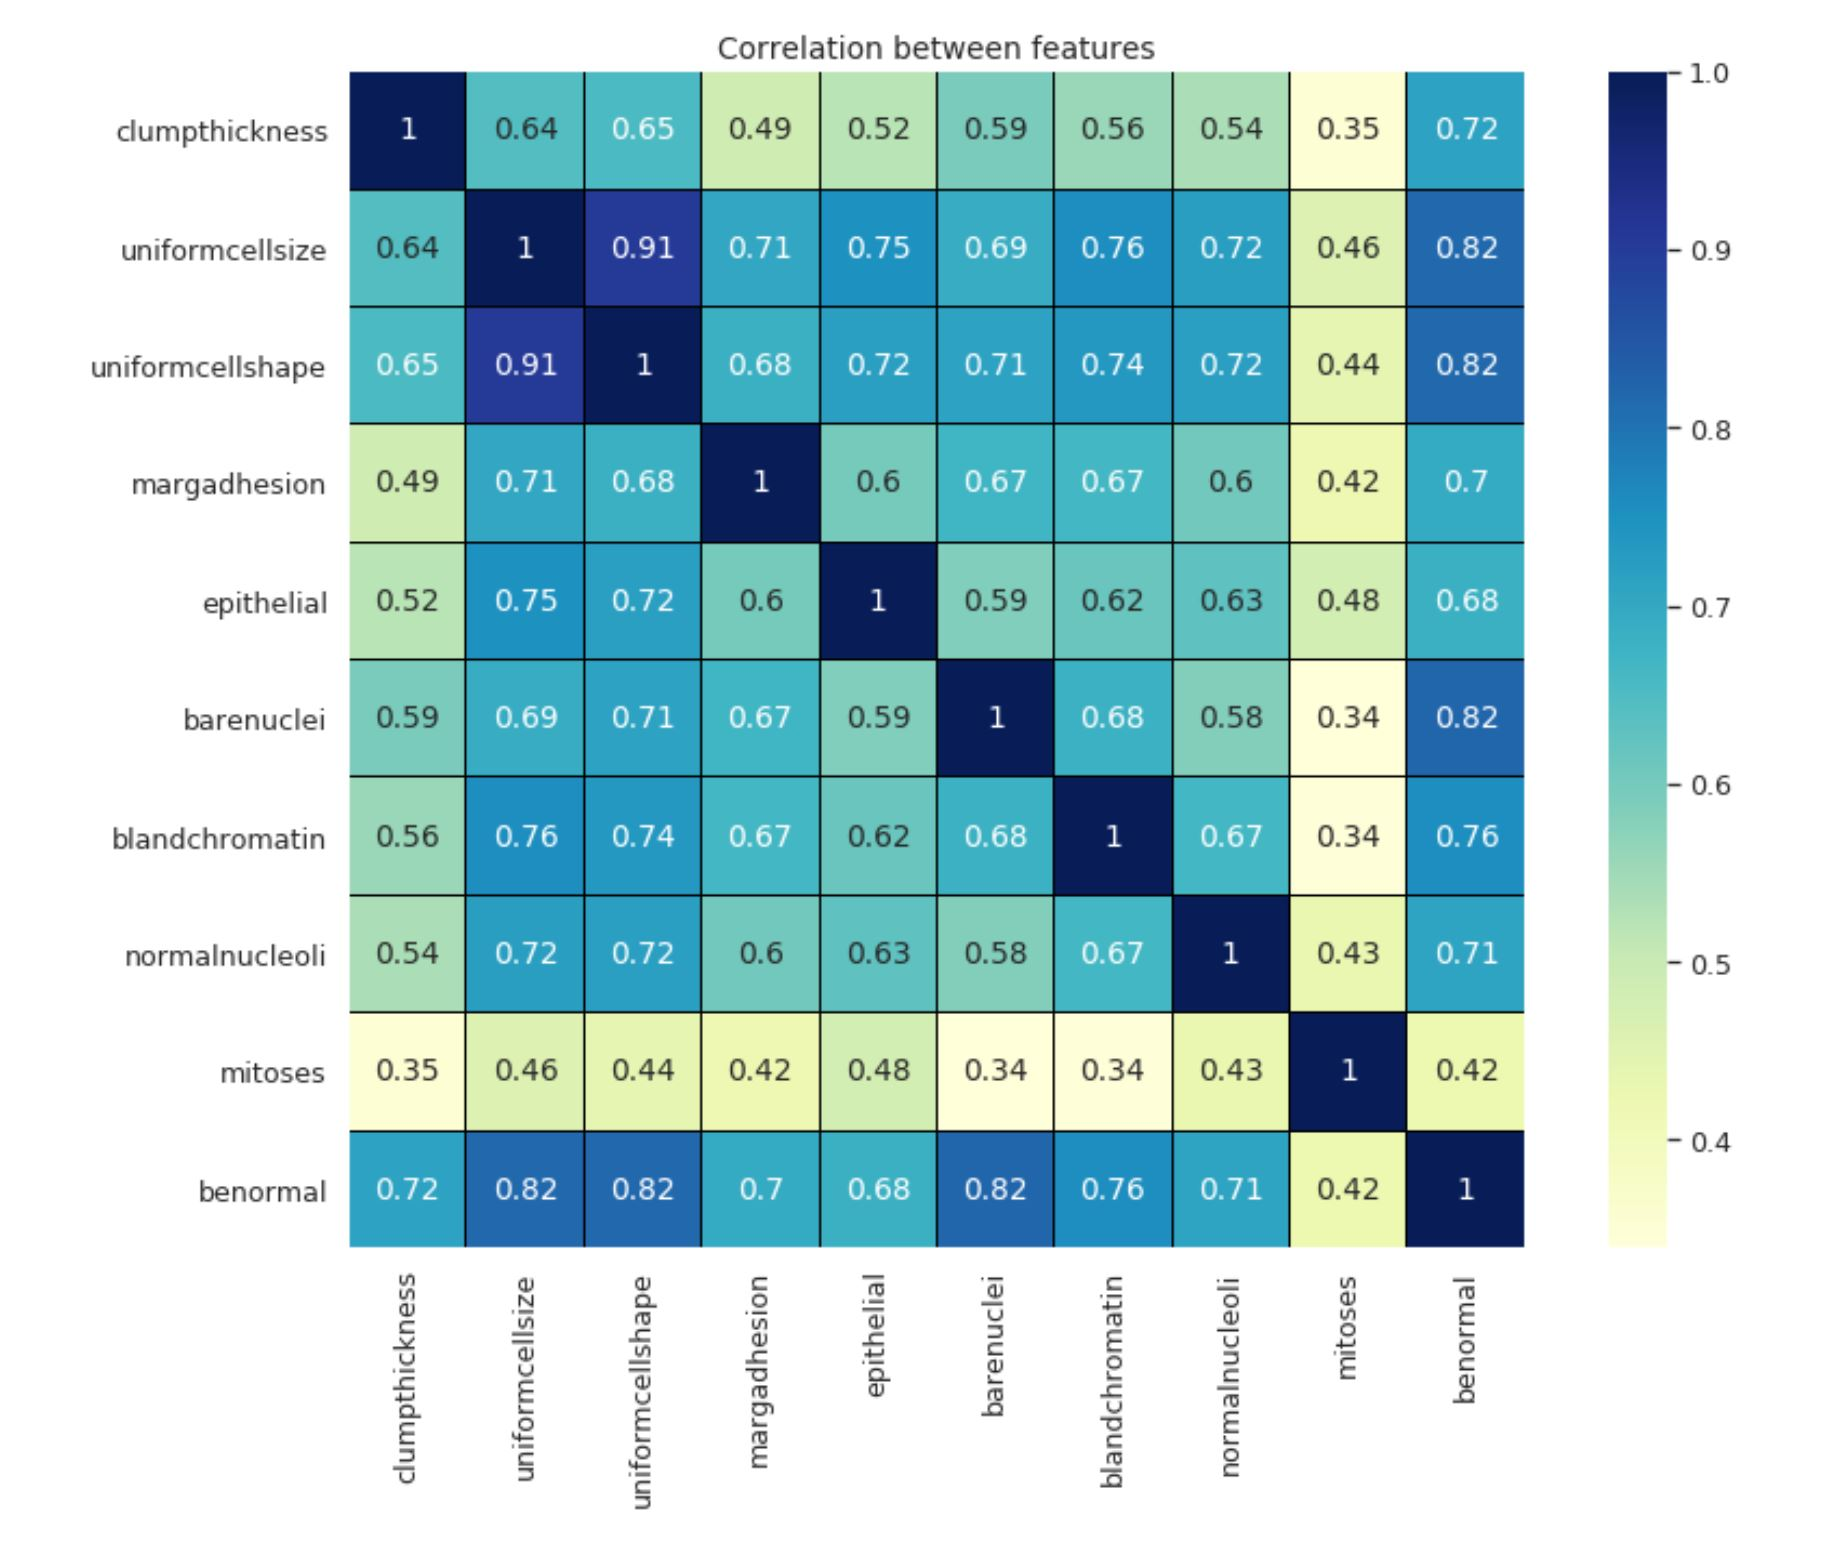 Correlation between features
clumpthickness 1 0.64 0.65 0.49 0.52 0.59 0.56 0.54 0.35 0.72
uniformcellsize 0.64 1 0.91 0.71 0.75 0.69 0.76 0.72 0.46 0.82
uniformcellshape 0.65 0.91 1 0.68 0.72 0.71 0.74 0.72 0.44 0.82
margadhesion 0.49 0.71 0.68 1 0.6 0.67 0.67 0.6 0.42 0.7
epithelial 0.52 0.75 0.72 0.6 1 0.59 0.62 0.63 0.48 0.68
barenuclei 0.59 0.69 0.71 0.67 0.59 1 0.68 0.58 0.34 0.82
blandchromatin 0.56 0.76 0.74 0.67 0.62 0.68 1 0.67 0.34 0.76
normalnucleoli 0.54 0.72 0.72 0.6 0.63 0.58 0.67 1 0.43 0.71
mitoses 0.35 0.46 0.44 0.42 0.48 0.34 0.34 0.43 1 0.42
benormal 0.72 0.82 0.82 0.7 0.68 0.82 0.76 0.71 0.42 1
clumpthickness
uniformcellsize
uniformcellshape
margadhesion
epithelial
barenuclei
blandchromatin
normalnucleoli
mitoses
benormal
1.0
0.9
0.8
0.7
0.6
0.5
0.4